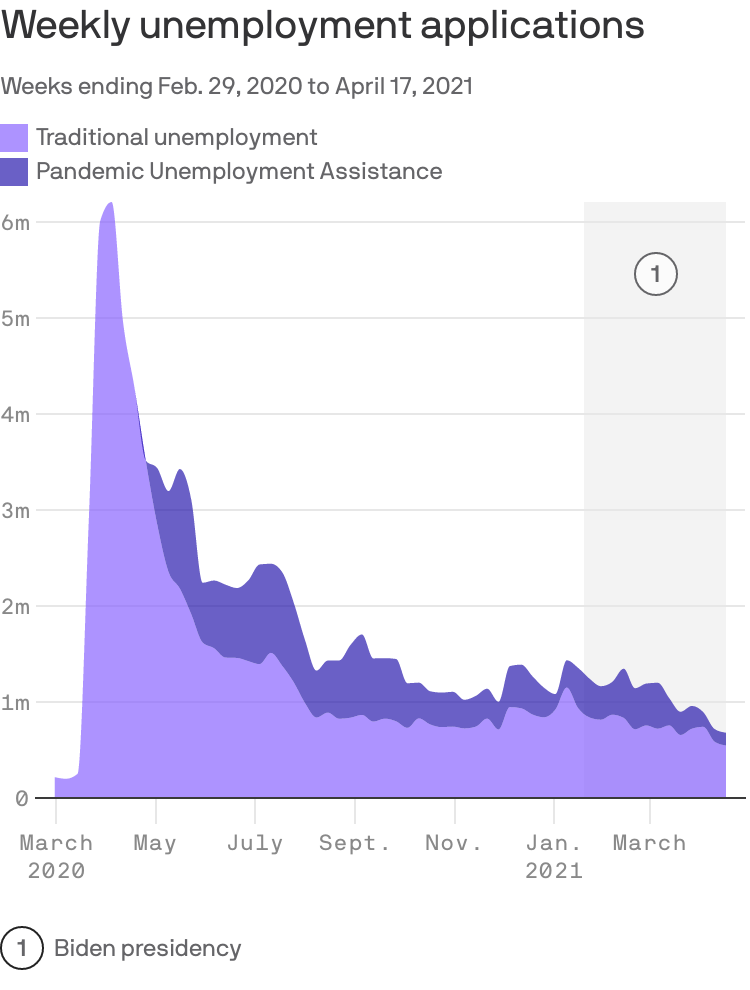 Weekly unemployment applications
Weeks ending Feb. 29, 2020 to April 17, 2021
Traditional unemployment
Pandemic Unemployment Assistance
6m
1
5m
4m
3m
2m
1m
0
March May July Sept. Nov. Jan. March
2020 2021
1 Biden presidency